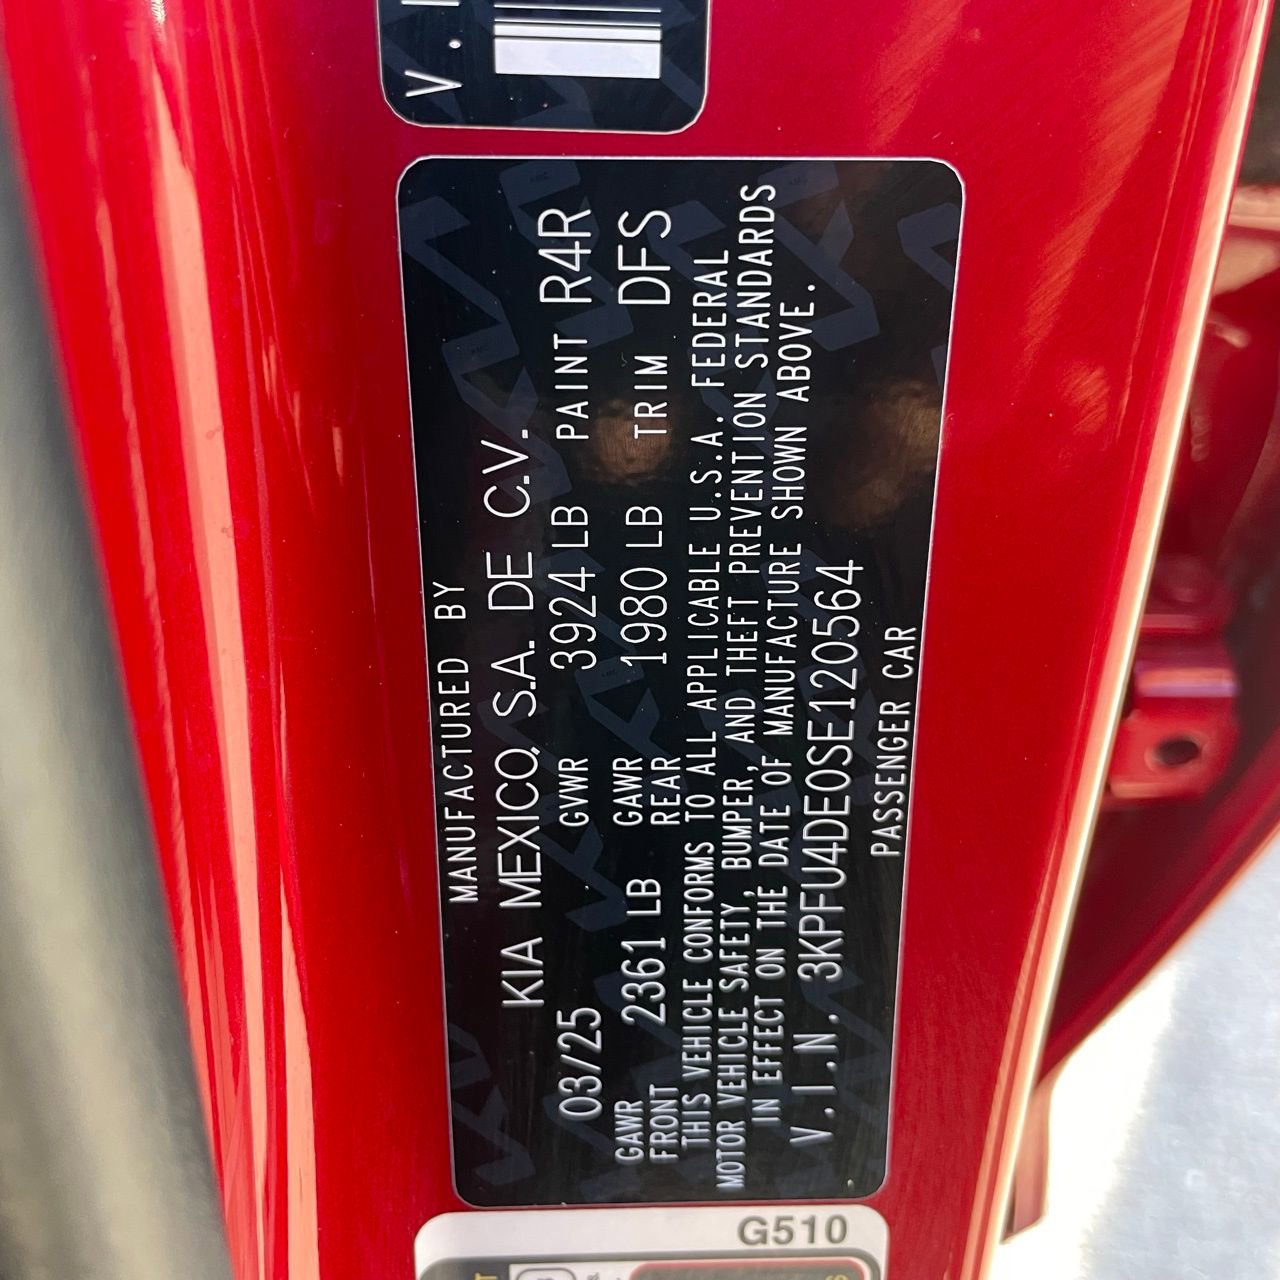 V.I
MANUFACTURED BY
KIA MEXICO, S.A. DE C.V.
03/25 GVWR 3924 LB PAINT R4R
GAWR FRONT 2361 LB GAWR REAR 1980 LB TRIM DFS
THIS VEHICLE CONFORMS TO ALL APPLICABLE U.S.A. FEDERAL
MOTOR VEHICLE SAFETY, BUMPER, AND THEFT PREVENTION STANDARDS
IN EFFECT ON THE DATE OF MANUFACTURE SHOWN ABOVE.
V.I.N. 3KPFU4DE0SE120564
PASSENGER CAR
G510